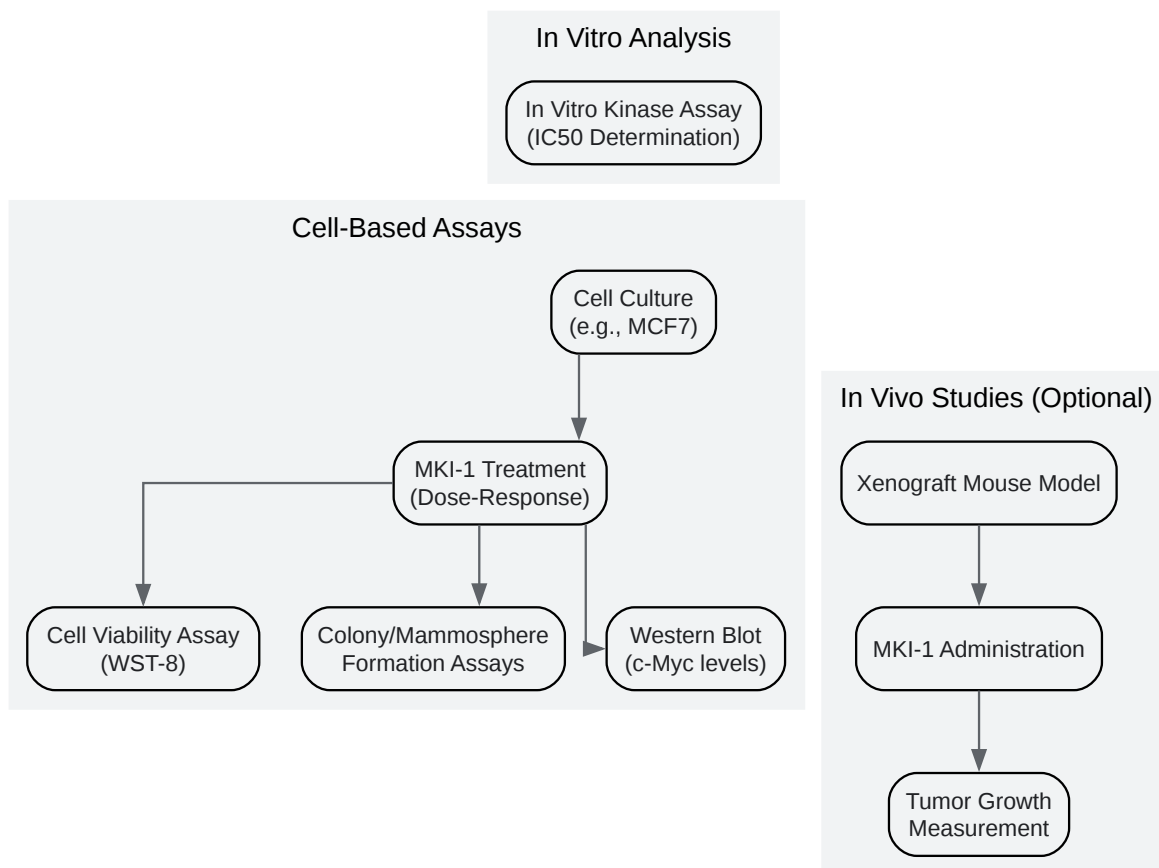 In Vitro Analysis
In Vitro Kinase Assay
(IC50 Determination)
Cell-Based Assays
Cell Culture
(e.g., MCF7)
MKI-1 Treatment
(Dose-Response)
Cell Viability Assay
(WST-8)
Colony/Mammosphere
Formation Assays
Western Blot
(c-Myc levels)
In Vivo Studies (Optional)
Xenograft Mouse Model
MKI-1 Administration
Tumor Growth
Measurement